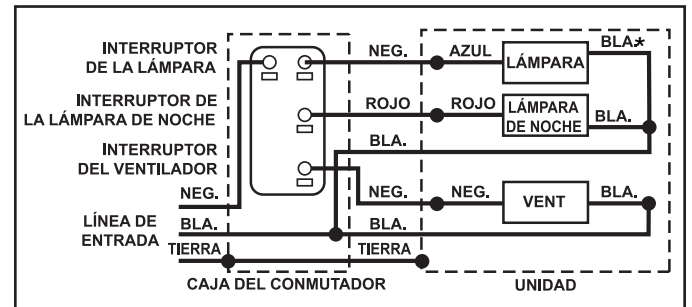 INTERRUPTOR
DE LA LÁMPARA
NEG.
AZUL
LÁMPARA
BLA.*
INTERRUPTOR DE
LA LÁMPARA DE NOCHE
ROJO
ROJO
LÁMPARA
DE NOCHE
BLA.
BLA.
INTERRUPTOR
DEL VENTILADOR
NEG.
NEG.
NEG.
VENT
BLA.
LÍNEA DE
ENTRADA
BLA.
BLA.
TIERRA
TIERRA
CAJA DEL CONMUTADOR
UNIDAD